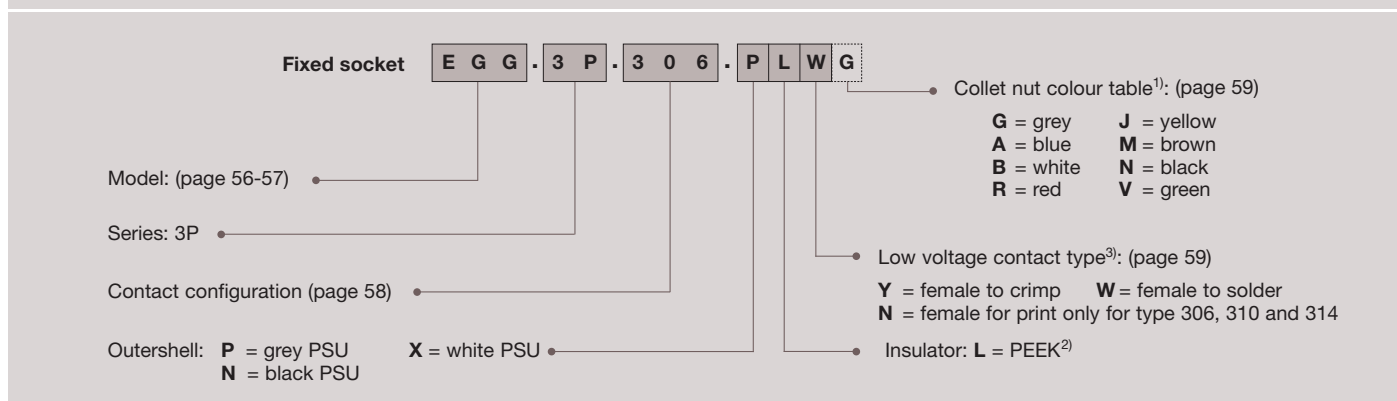 Fixed socket E G G . 3 P . 3 0 6 . P L W G
Collet nut colour table1): (page 59)
G = grey J = yellow
A = blue M = brown
B = white N = black
R = red V = green
Model: (page 56-57)
Series: 3P
Low voltage contact type3): (page 59)
Y = female to crimp W = female to solder
N = female for print only for type 306, 310 and 314
Contact configuration (page 58)
Outershell: P = grey PSU X = white PSU
N = black PSU
Insulator: L = PEEK2)